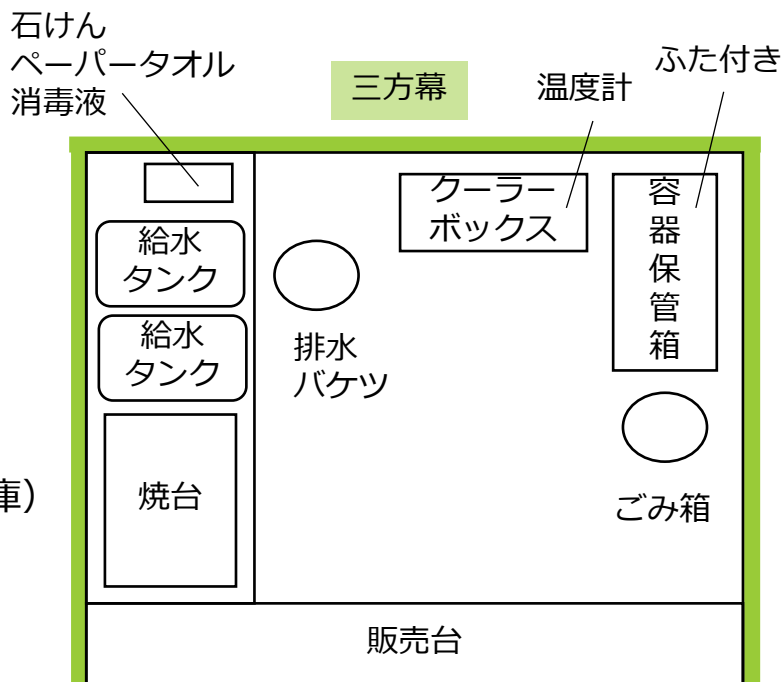 石けん
ペーパータオル
消毒液
三方幕
温度計
ふた付き
クーラー
ボックス
容器保管箱
給水
タンク
給水
タンク
排水
バケツ
焼台
ごみ箱
庫）
販売台